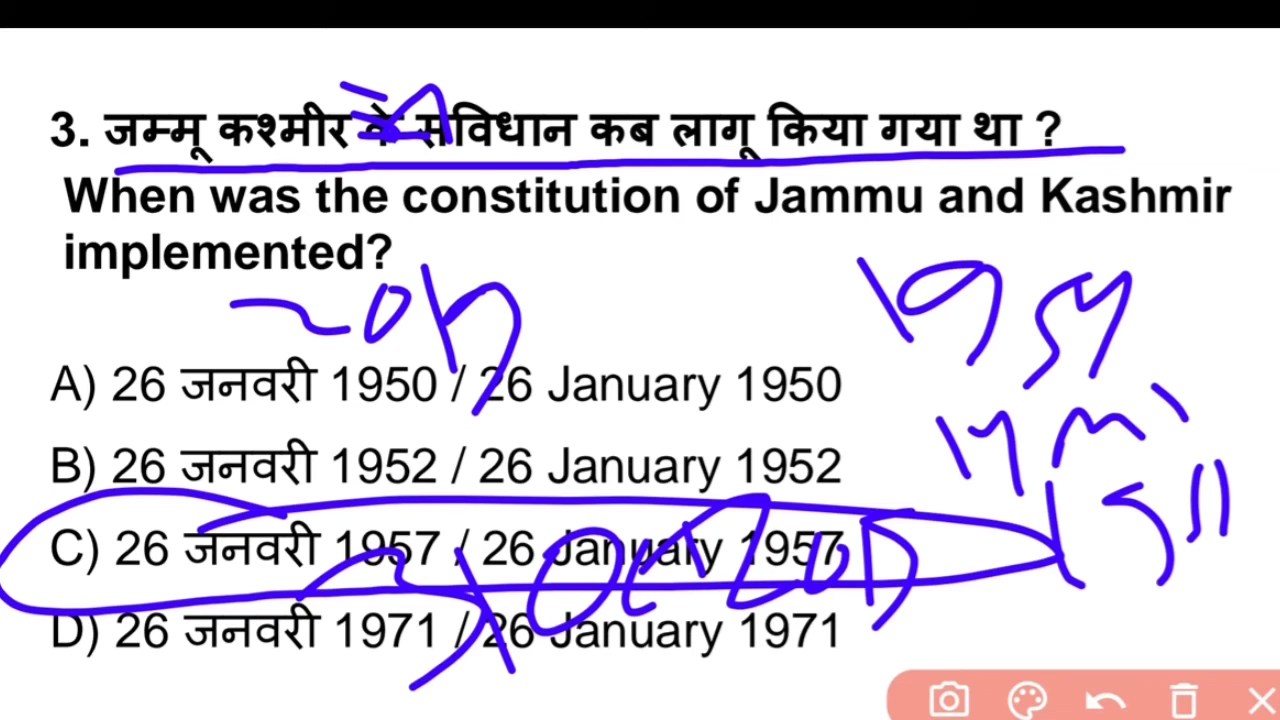 3. जम्मू कश्मीर के सविधान कब लागू किया गया था ?
When was the constitution of Jammu and Kashmir
implemented?
A) 26 जनवरी 1950 / 26 January 1950
B) 26 जनवरी 1952 / 26 January 1952
C) 26 जनवरी 1957 / 26 January 1957
D) 26 जनवरी 1971 / 26 January 1971